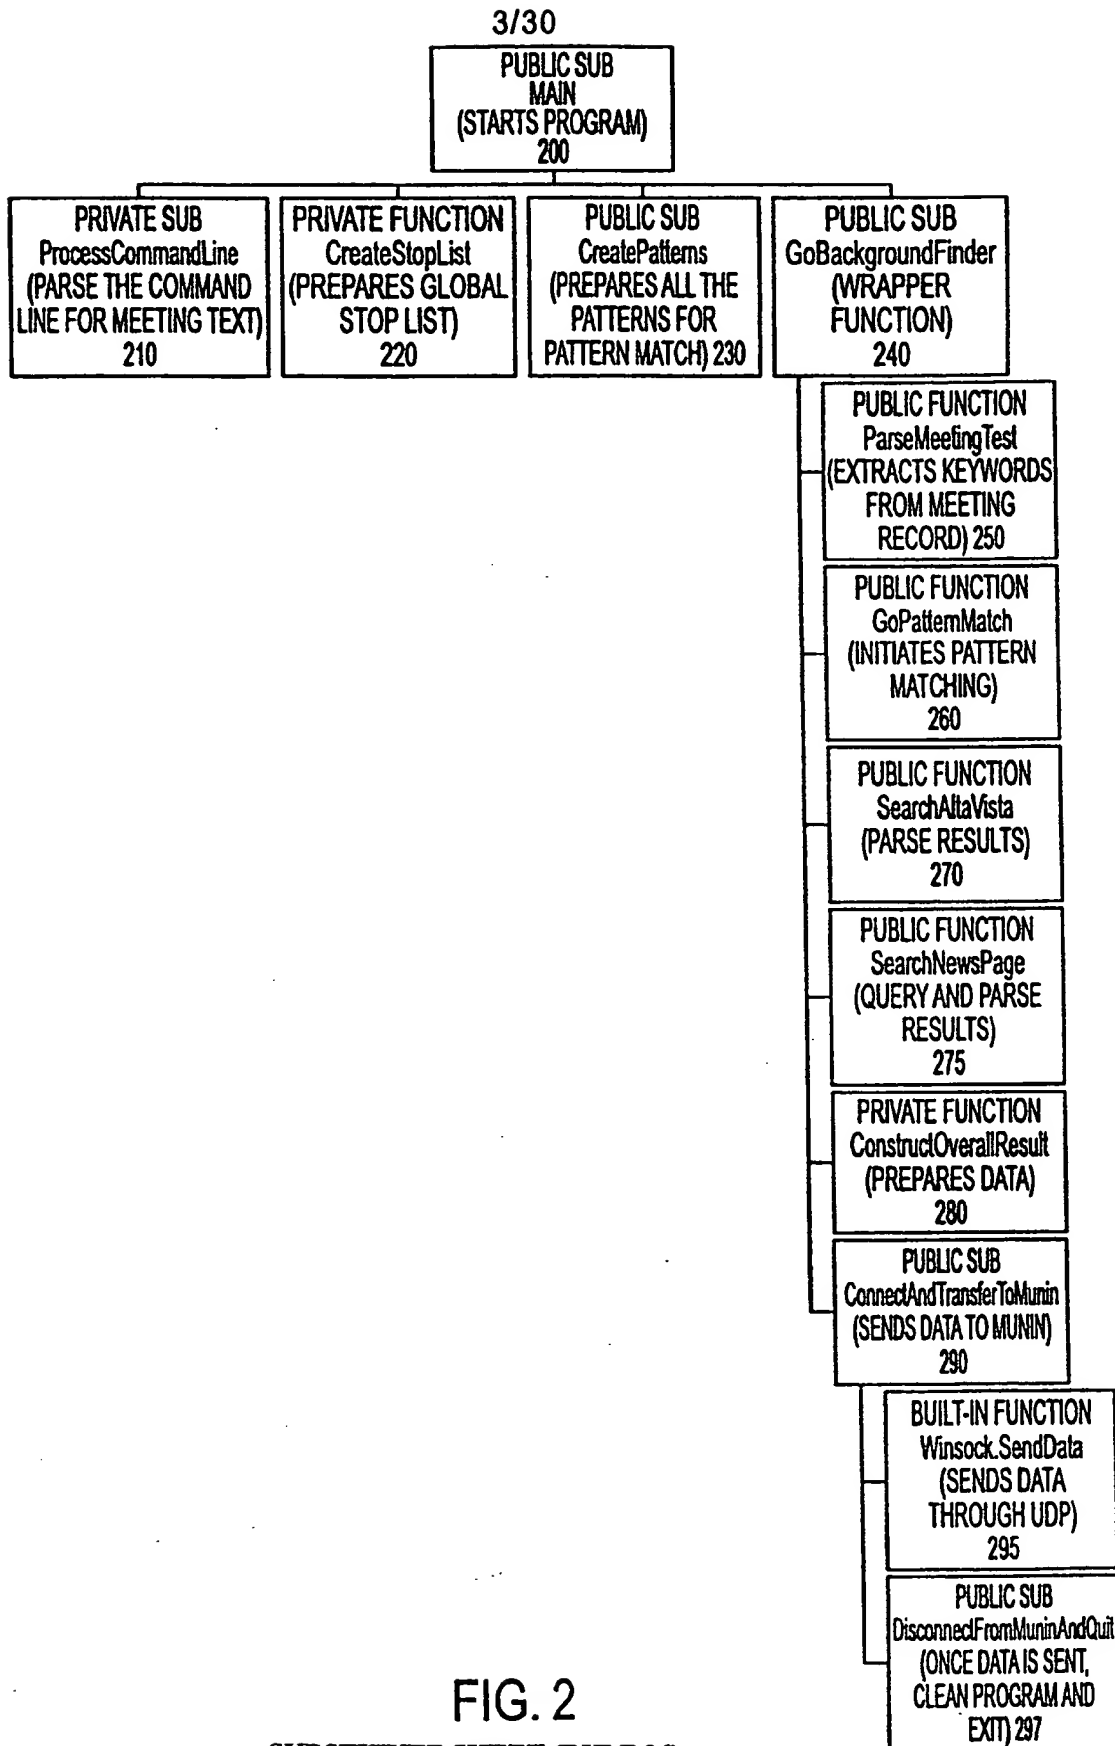 3/30
PUBLIC SUB
MAIN
(STARTS PROGRAM)
200
PRIVATE SUB
ProcessCommandLine
(PARSE THE COMMAND
LINE FOR MEETING TEXT)
210
PRIVATE FUNCTION
CreateStopList
(PREPARES GLOBAL
STOP LIST)
220
PUBLIC SUB
CreatePatterns
(PREPARES ALL THE
PATTERNS FOR
PATTERN MATCH) 230
PUBLIC SUB
GoBackgroundFinder
(WRAPPER
FUNCTION)
240
PUBLIC FUNCTION
ParseMeetingTest
(EXTRACTS KEYWORDS
FROM MEETING
RECORD) 250
PUBLIC FUNCTION
GoPatternMatch
(INITIATES PATTERN
MATCHING)
260
PUBLIC FUNCTION
SearchAltaVista
(PARSE RESULTS)
270
PUBLIC FUNCTION
SearchNewsPage
(QUERY AND PARSE
RESULTS)
275
PRIVATE FUNCTION
ConstructOverallResult
(PREPARES DATA)
280
PUBLIC SUB
ConnectAndTransferToMunin
(SENDS DATA TO MUNIN)
290
BUILT-IN FUNCTION
Winsock.SendData
(SENDS DATA
THROUGH UDP)
295
PUBLIC SUB
DisconnectFromMuninAndQuit
(ONCE DATA IS SENT,
CLEAN PROGRAM AND
EXIT) 297
FIG. 2